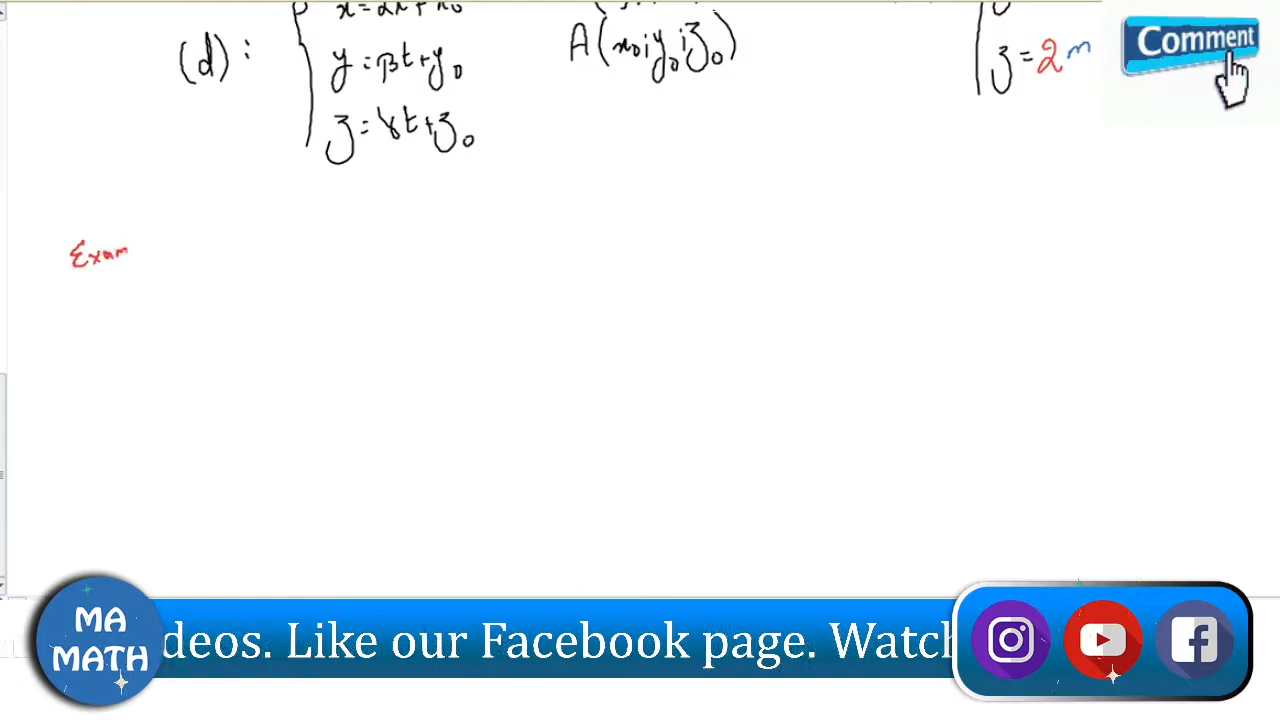 x = αt + x₀
(d) : y = βt + y₀
z = γt + z₀
A(x₀; y₀; z₀)
z = 2m
Comment
Exam
MA
MATH
deos. Like our Facebook page. Watch